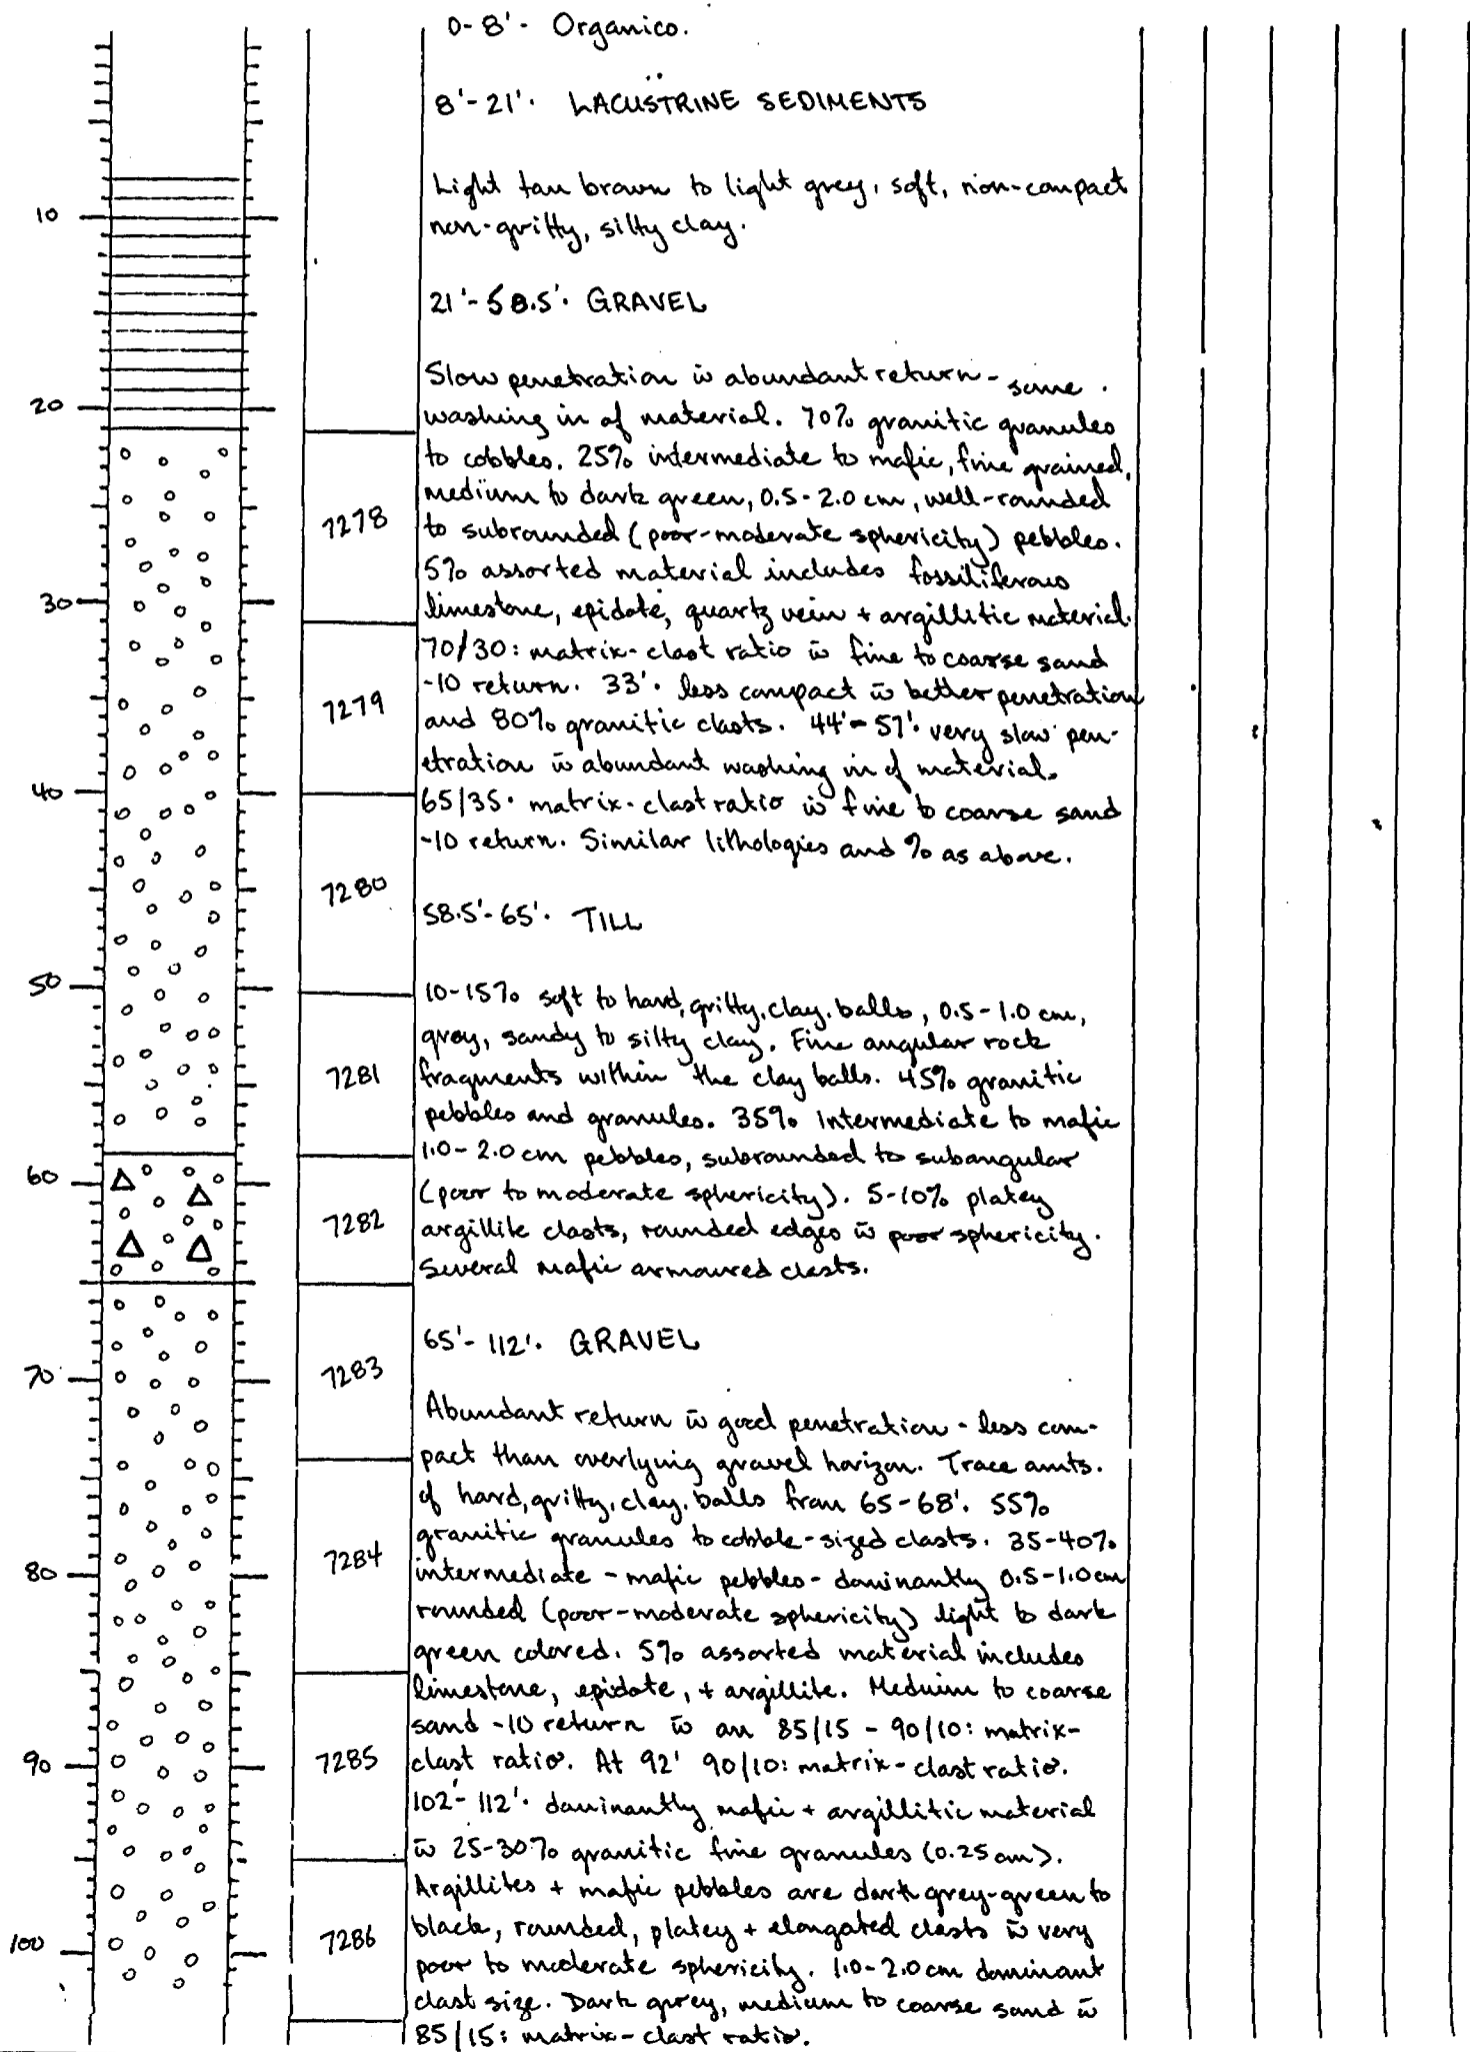 0-8'- Organico.
8'-21'· LACUSTRINE SEDIMENTS
Light tan brown to light grey, soft, non-compact
10
non-gritty, silty clay.
21'-58.5'· GRAVEL
Slow penetration w̄ abundant return - some
20
washing in of material. 70% granitic granules
to cobbles. 25% intermediate to mafic, fine grained,
medium to dark green, 0.5-2.0 cm, well-rounded
7278
to subrounded (poor-moderate sphericity) pebbles.
5% assorted material includes fossiliferous
30
limestone, epidote, quartz vein + argillitic material.
70/30: matrix-clast ratio w̄ fine to coarse sand
-10 return. 33'· less compact w̄ better penetration
7279
and 80% granitic clasts. 44'-57'· very slow pen-
etration w̄ abundant washing in of material.
40
65/35· matrix-clast ratio w̄ fine to coarse sand
-10 return. Similar lithologies and % as above.
7280
58.5'-65'· TILL
50
10-15% soft to hard, gritty, clay balls, 0.5-1.0 cm,
grey, sandy to silty clay. Fine angular rock
7281
fragments within the clay balls. 45% granitic
pebbles and granules. 35% intermediate to mafic
1.0-2.0 cm pebbles, subrounded to subangular
60
(poor to moderate sphericity). 5-10% platey
7282
argillite clasts, rounded edges w̄ poor sphericity.
Several mafic armoured clasts.
65'-112'· GRAVEL
70
7283
Abundant return w̄ good penetration - less com-
pact than overlying gravel horizon. Trace amts.
of hard, gritty, clay balls from 65-68'. 55%
granitic granules to cobble-sized clasts. 35-40%
7284
80
intermediate - mafic pebbles - dominantly 0.5-1.0 cm
rounded (poor-moderate sphericity) light to dark
green colored. 5% assorted material includes
limestone, epidote, + argillite. Medium to coarse
sand -10 return w̄ an 85/15 - 90/10: matrix-
90
7285
clast ratio. At 92' 90/10: matrix-clast ratio.
102'-112'· dominantly mafic + argillitic material
w̄ 25-30% granitic fine granules (0.25 cm).
Argillites + mafic pebbles are dark grey-green to
100
7286
black, rounded, platey + elongated clasts w̄ very
poor to moderate sphericity. 1.0-2.0 cm dominant
clast size. Dark grey, medium to coarse sand w̄
85/15: matrix-clast ratio.